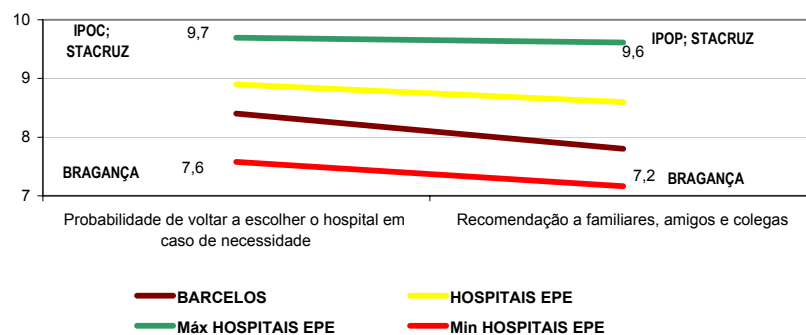 10
IPOC;
STACRUZ
9,7
IPOP; STACRUZ
9,6
9
8
BRAGANÇA
7,6
7,2
BRAGANÇA
7
Probabilidade de voltar a escolher o hospital em
caso de necessidade
Recomendação a familiares, amigos e colegas
BARCELOS
HOSPITAIS EPE
Máx HOSPITAIS EPE
Min HOSPITAIS EPE